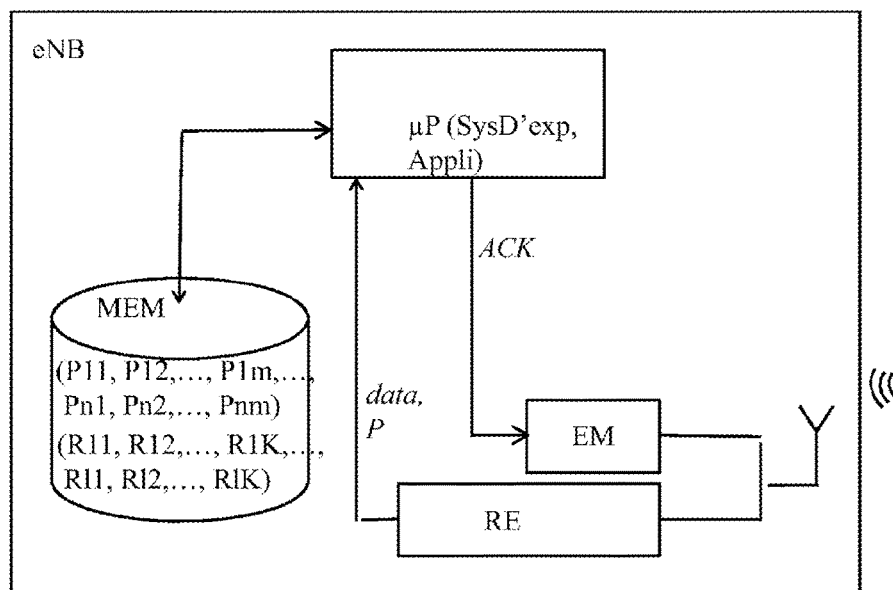 eNB
µP (SysD'exp,
Appli)
ACK
MEM
(P11, P12,…, P1m,…,
Pn1, Pn2,…, Pnm)
(R11, R12,…, R1K,…,
Rl1, Rl2,…, RlK)
data,
P
EM
RE